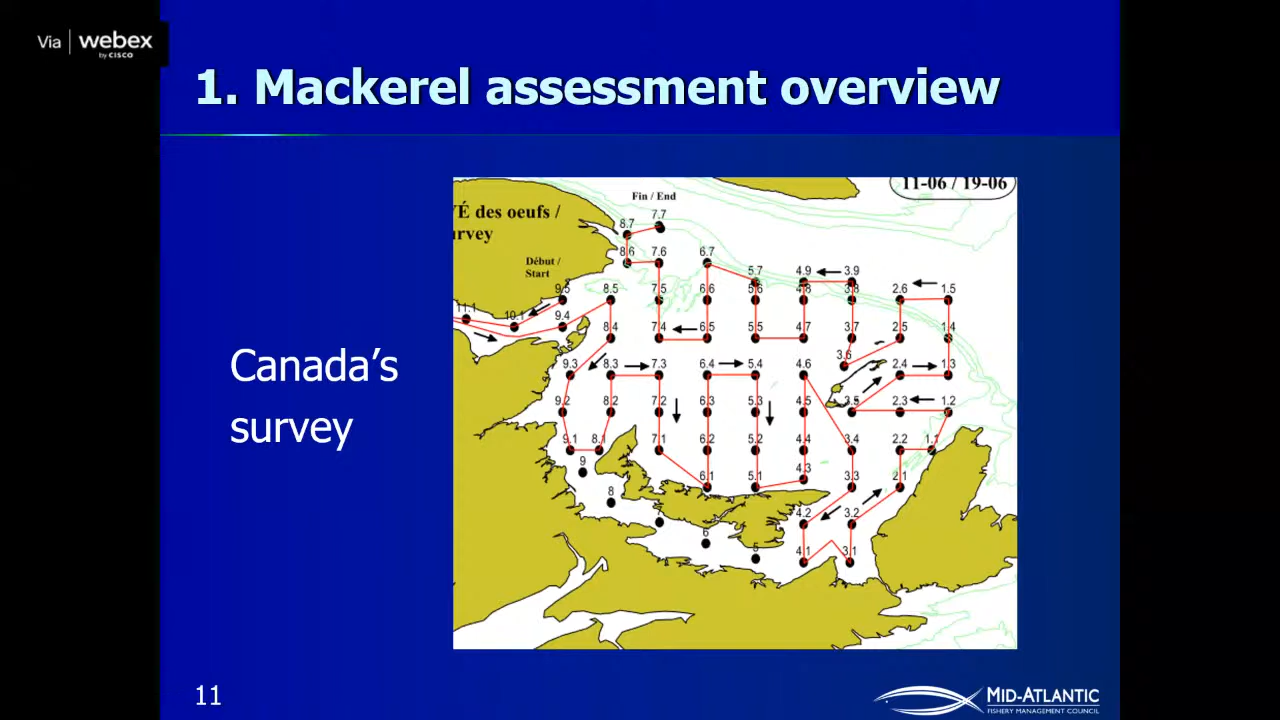 Via webex
by CISCO
1. Mackerel assessment overview
Canada's
survey
11-06 / 19-06
Fin / End
VÉ des oeufs /
urvey
Début /
Start
8.7 7.7
8.6 7.6 6.7
5.7 4.9 3.9
9.5 8.5 7.5 6.6 5.6 4.8 3.8 2.6 1.5
11.1 10.1 9.4 8.4 7.4 6.5 5.5 4.7 3.7 2.5 1.4
3.6
9.3 8.3 7.3 6.4 5.4 4.6 2.4 1.3
9.2 8.2 7.2 6.3 5.3 4.5 3.5 2.3 1.2
9.1 8.1 7.1 6.2 5.2 4.4 3.4 2.2 1.1
9 6.1 5.1 4.3 3.3 2.1
8 4.2 3.2
6 5 4.1 3.1
11
MID-ATLANTIC
FISHERY MANAGEMENT COUNCIL